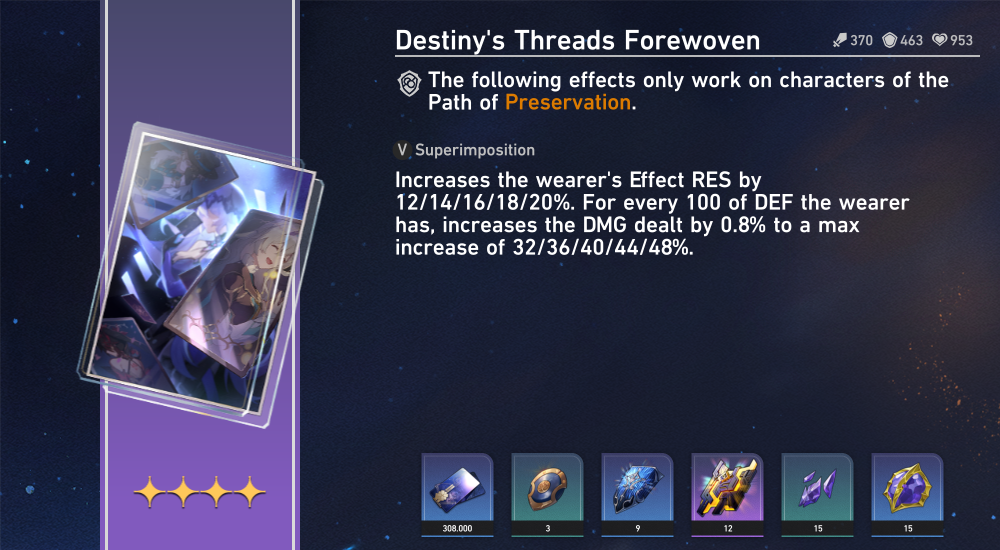 Destiny's Threads Forewoven
370 463 953
The following effects only work on characters of the
Path of Preservation.
V Superimposition
Increases the wearer's Effect RES by
12/14/16/18/20%. For every 100 of DEF the wearer
has, increases the DMG dealt by 0.8% to a max
increase of 32/36/40/44/48%.
308.000 3 9 12 15 15